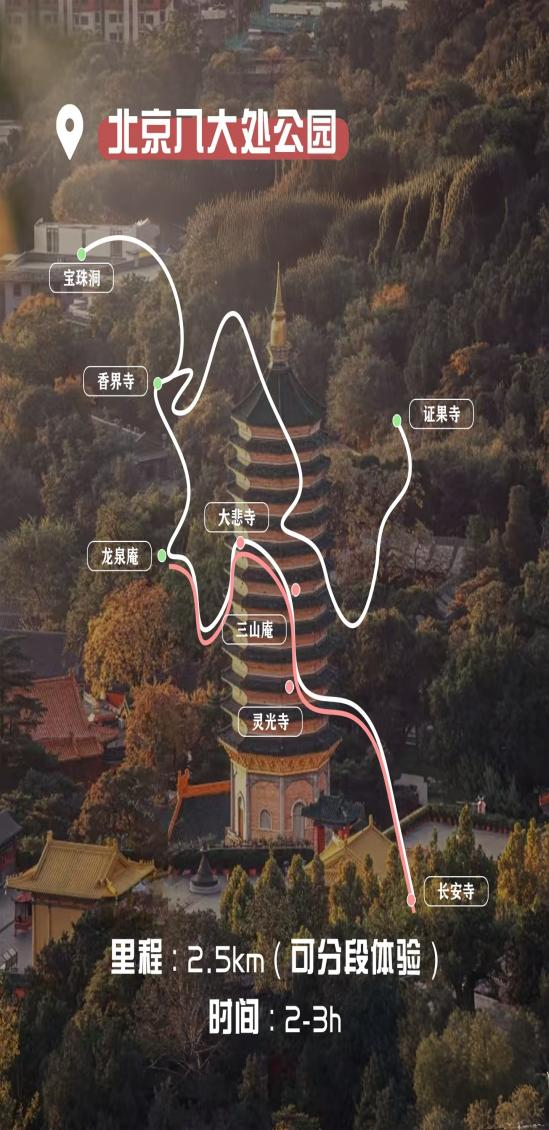 北京八大处公园
宝珠洞
香界寺
证果寺
大悲寺
龙泉庵
三山庵
灵光寺
长安寺
里程：2.5km（可分段体验）
时间：2-3h